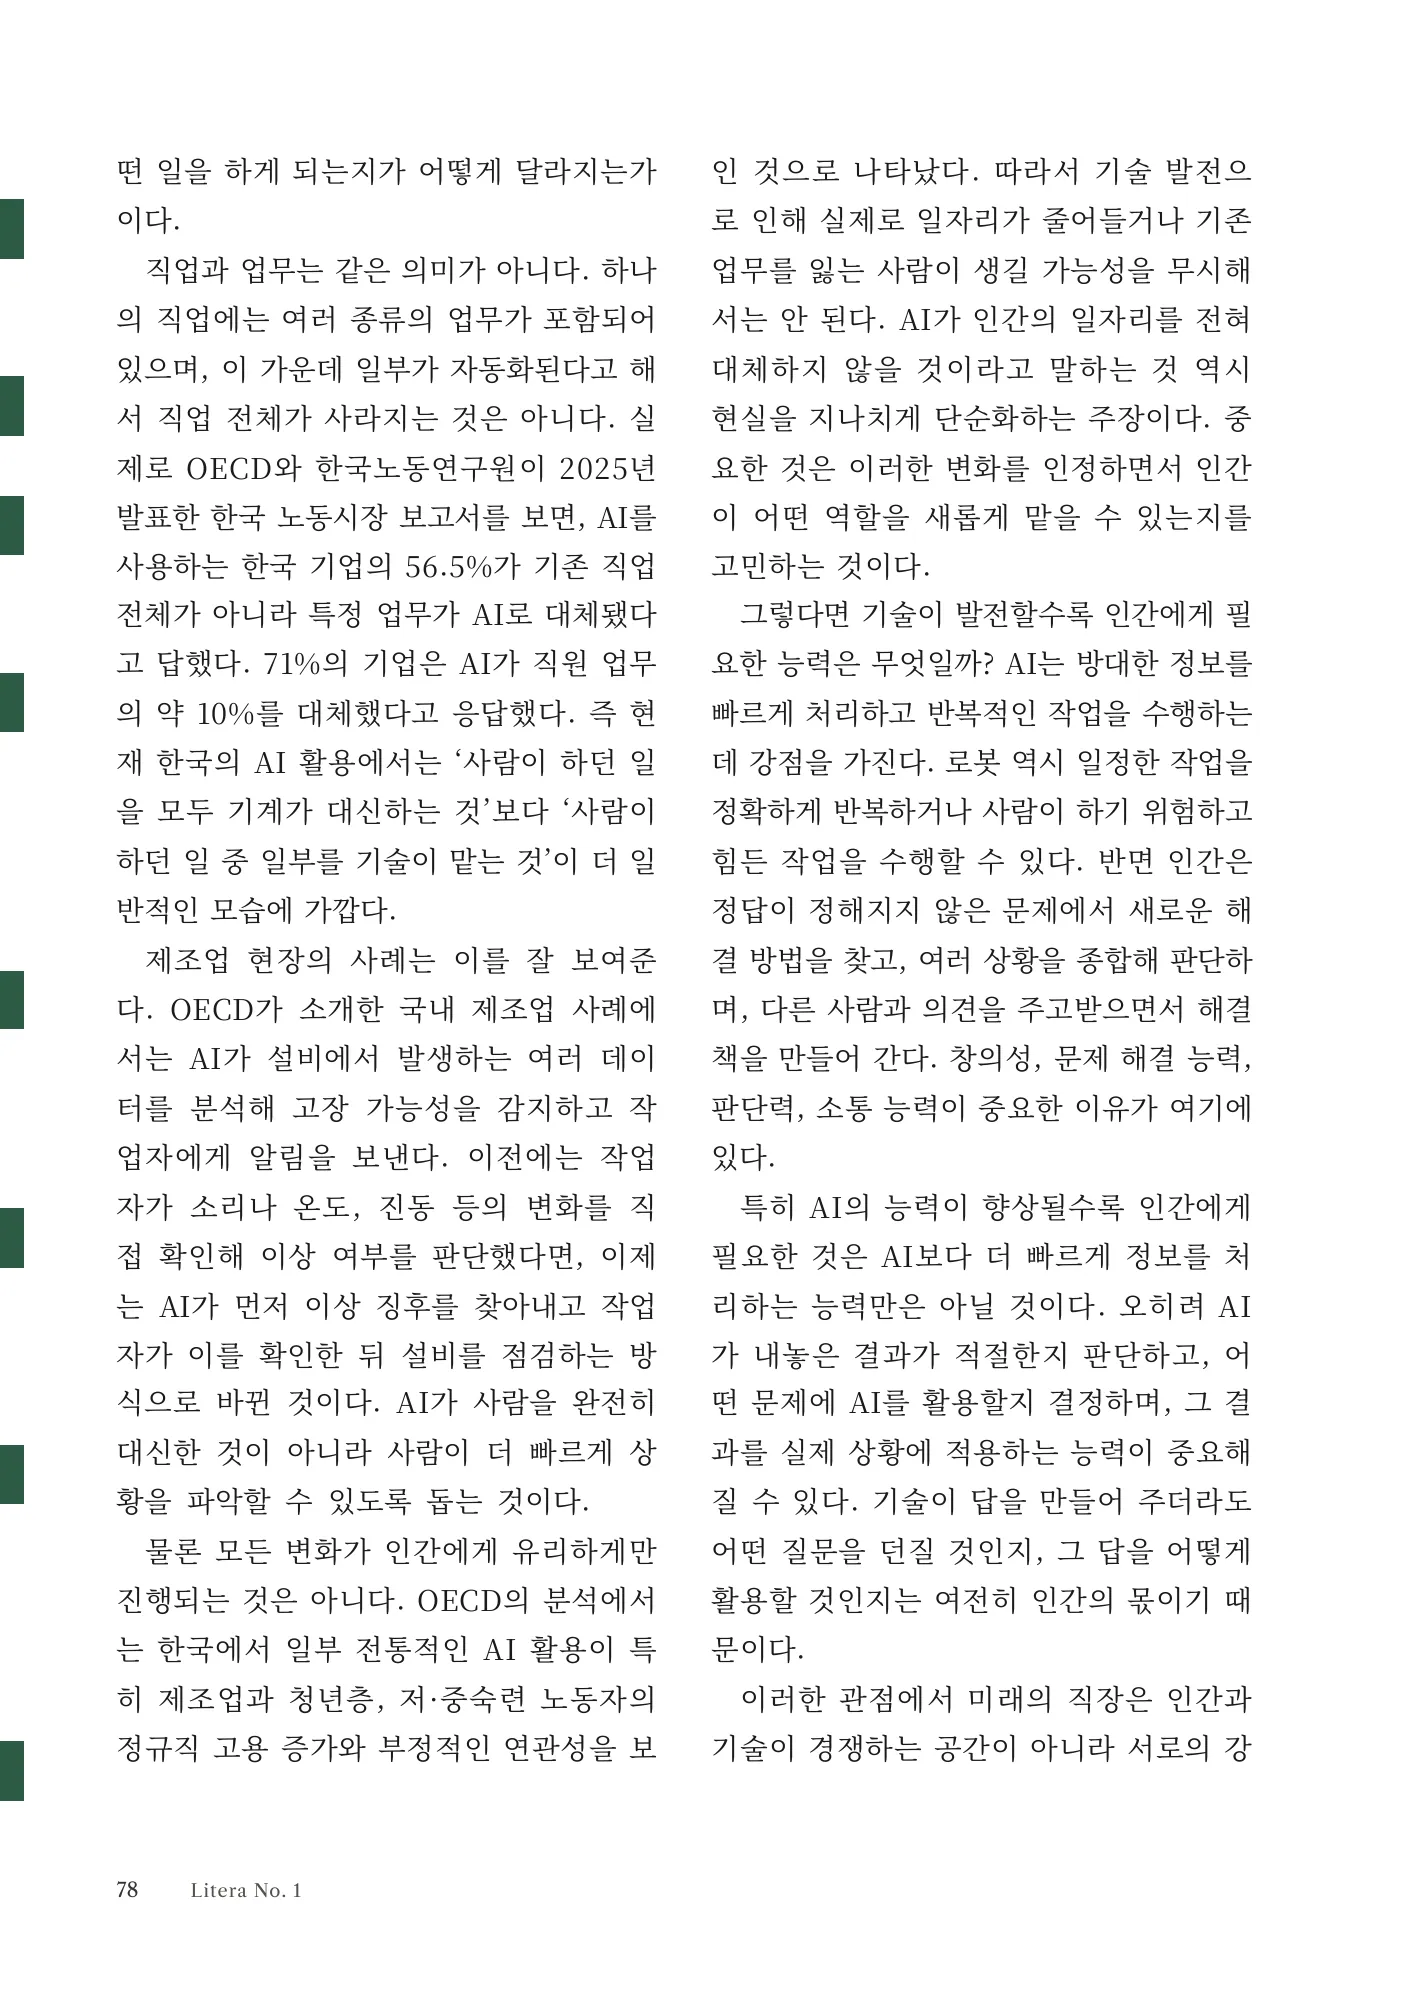 떤 일을 하게 되는지가 어떻게 달라지는가
이다.
직업과 업무는 같은 의미가 아니다. 하나
의 직업에는 여러 종류의 업무가 포함되어
있으며, 이 가운데 일부가 자동화된다고 해
서 직업 전체가 사라지는 것은 아니다. 실
제로 OECD와 한국노동연구원이 2025년
발표한 한국 노동시장 보고서를 보면, AI를
사용하는 한국 기업의 56.5%가 기존 직업
전체가 아니라 특정 업무가 AI로 대체됐다
고 답했다. 71%의 기업은 AI가 직원 업무
의 약 10%를 대체했다고 응답했다. 즉 현
재 한국의 AI 활용에서는 ‘사람이 하던 일
을 모두 기계가 대신하는 것’보다 ‘사람이
하던 일 중 일부를 기술이 맡는 것’이 더 일
반적인 모습에 가깝다.
제조업 현장의 사례는 이를 잘 보여준
다. OECD가 소개한 국내 제조업 사례에
서는 AI가 설비에서 발생하는 여러 데이
터를 분석해 고장 가능성을 감지하고 작
업자에게 알림을 보낸다. 이전에는 작업
자가 소리나 온도, 진동 등의 변화를 직
접 확인해 이상 여부를 판단했다면, 이제
는 AI가 먼저 이상 징후를 찾아내고 작업
자가 이를 확인한 뒤 설비를 점검하는 방
식으로 바뀐 것이다. AI가 사람을 완전히
대신한 것이 아니라 사람이 더 빠르게 상
황을 파악할 수 있도록 돕는 것이다.
물론 모든 변화가 인간에게 유리하게만
진행되는 것은 아니다. OECD의 분석에서
는 한국에서 일부 전통적인 AI 활용이 특
히 제조업과 청년층, 저·중숙련 노동자의
정규직 고용 증가와 부정적인 연관성을 보
인 것으로 나타났다. 따라서 기술 발전으
로 인해 실제로 일자리가 줄어들거나 기존
업무를 잃는 사람이 생길 가능성을 무시해
서는 안 된다. AI가 인간의 일자리를 전혀
대체하지 않을 것이라고 말하는 것 역시
현실을 지나치게 단순화하는 주장이다. 중
요한 것은 이러한 변화를 인정하면서 인간
이 어떤 역할을 새롭게 맡을 수 있는지를
고민하는 것이다.
그렇다면 기술이 발전할수록 인간에게 필
요한 능력은 무엇일까? AI는 방대한 정보를
빠르게 처리하고 반복적인 작업을 수행하는
데 강점을 가진다. 로봇 역시 일정한 작업을
정확하게 반복하거나 사람이 하기 위험하고
힘든 작업을 수행할 수 있다. 반면 인간은
정답이 정해지지 않은 문제에서 새로운 해
결 방법을 찾고, 여러 상황을 종합해 판단하
며, 다른 사람과 의견을 주고받으면서 해결
책을 만들어 간다. 창의성, 문제 해결 능력,
판단력, 소통 능력이 중요한 이유가 여기에
있다.
특히 AI의 능력이 향상될수록 인간에게
필요한 것은 AI보다 더 빠르게 정보를 처
리하는 능력만은 아닐 것이다. 오히려 AI
가 내놓은 결과가 적절한지 판단하고, 어
떤 문제에 AI를 활용할지 결정하며, 그 결
과를 실제 상황에 적용하는 능력이 중요해
질 수 있다. 기술이 답을 만들어 주더라도
어떤 질문을 던질 것인지, 그 답을 어떻게
활용할 것인지는 여전히 인간의 몫이기 때
문이다.
이러한 관점에서 미래의 직장은 인간과
기술이 경쟁하는 공간이 아니라 서로의 강
78 Litera No. 1